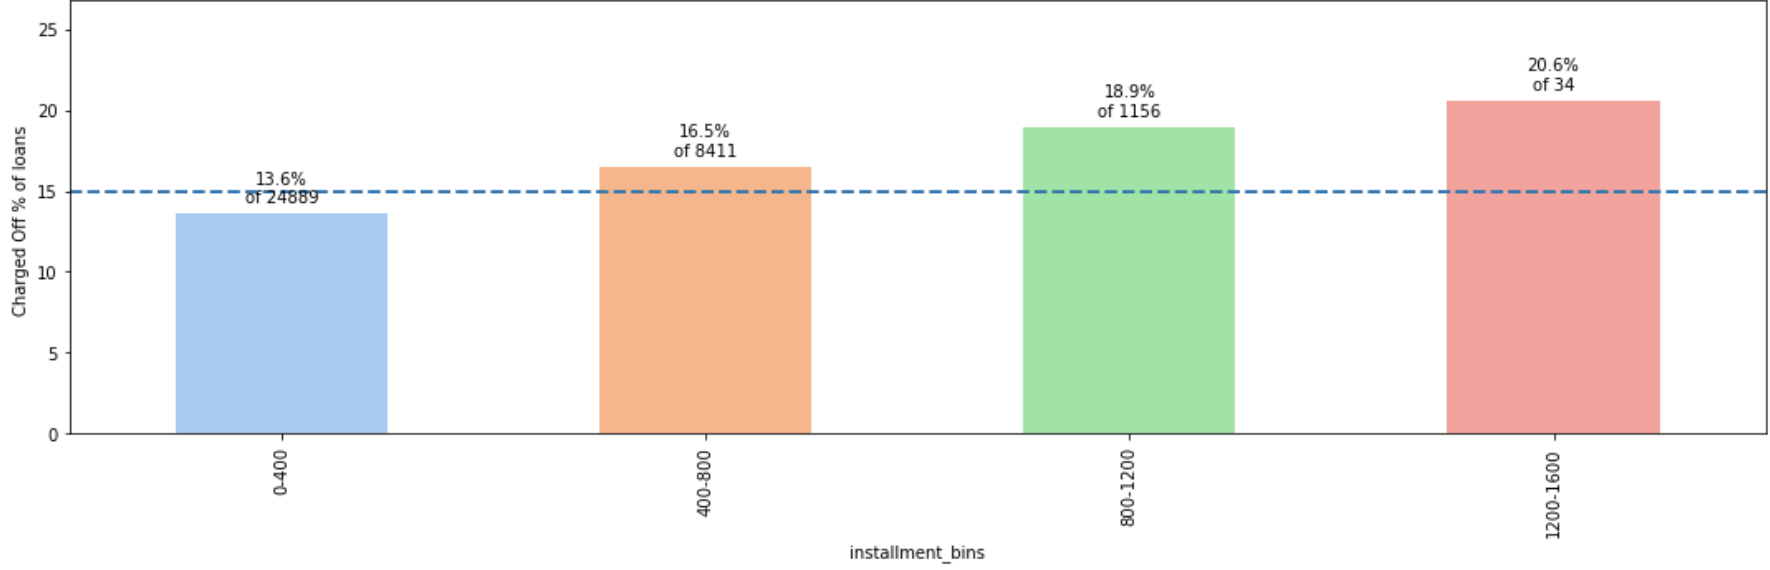 25
20
15
10
5
0
Charged Off % of loans
13.6%
of 24889
16.5%
of 8411
18.9%
of 1156
20.6%
of 34
0-400
400-800
800-1200
1200-1600
installment_bins